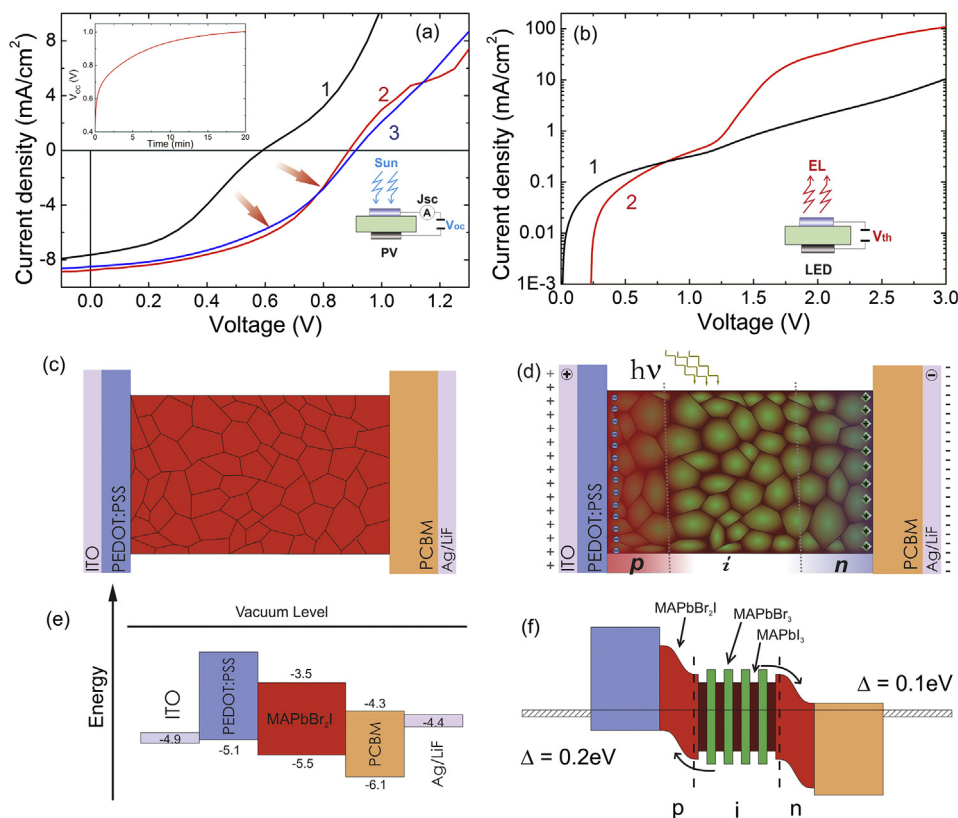 (a)
Current density (mA/cm²)
8
4
0
-4
-8
0.0 0.2 0.4 0.6 0.8 1.0 1.2
Voltage (V)
V_oc (V)
1.0
0.8
0.6
0.4
0 5 10 15 20
Time (min)
1
2
3
Sun
Jsc
A
Voc
PV
(b)
Current density (mA/cm²)
100
10
1
0.1
0.01
1E-3
0.0 0.5 1.0 1.5 2.0 2.5 3.0
Voltage (V)
1
2
EL
Vth
LED
(c)
ITO
PEDOT:PSS
PCBM
Ag/LiF
(d)
hν
ITO
PEDOT:PSS
PCBM
Ag/LiF
p
i
n
(e)
Vacuum Level
Energy
ITO
-4.9
PEDOT:PSS
-5.1
-3.5
MAPbBr₂I
-5.5
-4.3
PCBM
-6.1
-4.4
Ag/LiF
(f)
MAPbBr₂I
MAPbBr₃
MAPbI₃
Δ = 0.1eV
Δ = 0.2eV
p
i
n